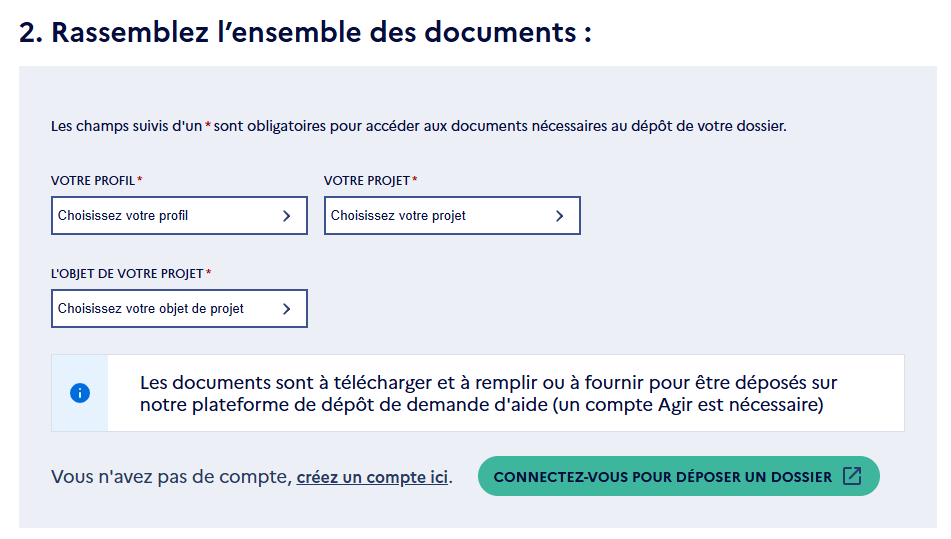 2. Rassemblez l’ensemble des documents :
Les champs suivis d'un * sont obligatoires pour accéder aux documents nécessaires au dépôt de votre dossier.
VOTRE PROFIL * VOTRE PROJET *
Choisissez votre profil Choisissez votre projet
L'OBJET DE VOTRE PROJET *
Choisissez votre objet de projet
Les documents sont à télécharger et à remplir ou à fournir pour être déposés sur
notre plateforme de dépôt de demande d'aide (un compte Agir est nécessaire)
Vous n'avez pas de compte, créez un compte ici. CONNECTEZ-VOUS POUR DÉPOSER UN DOSSIER